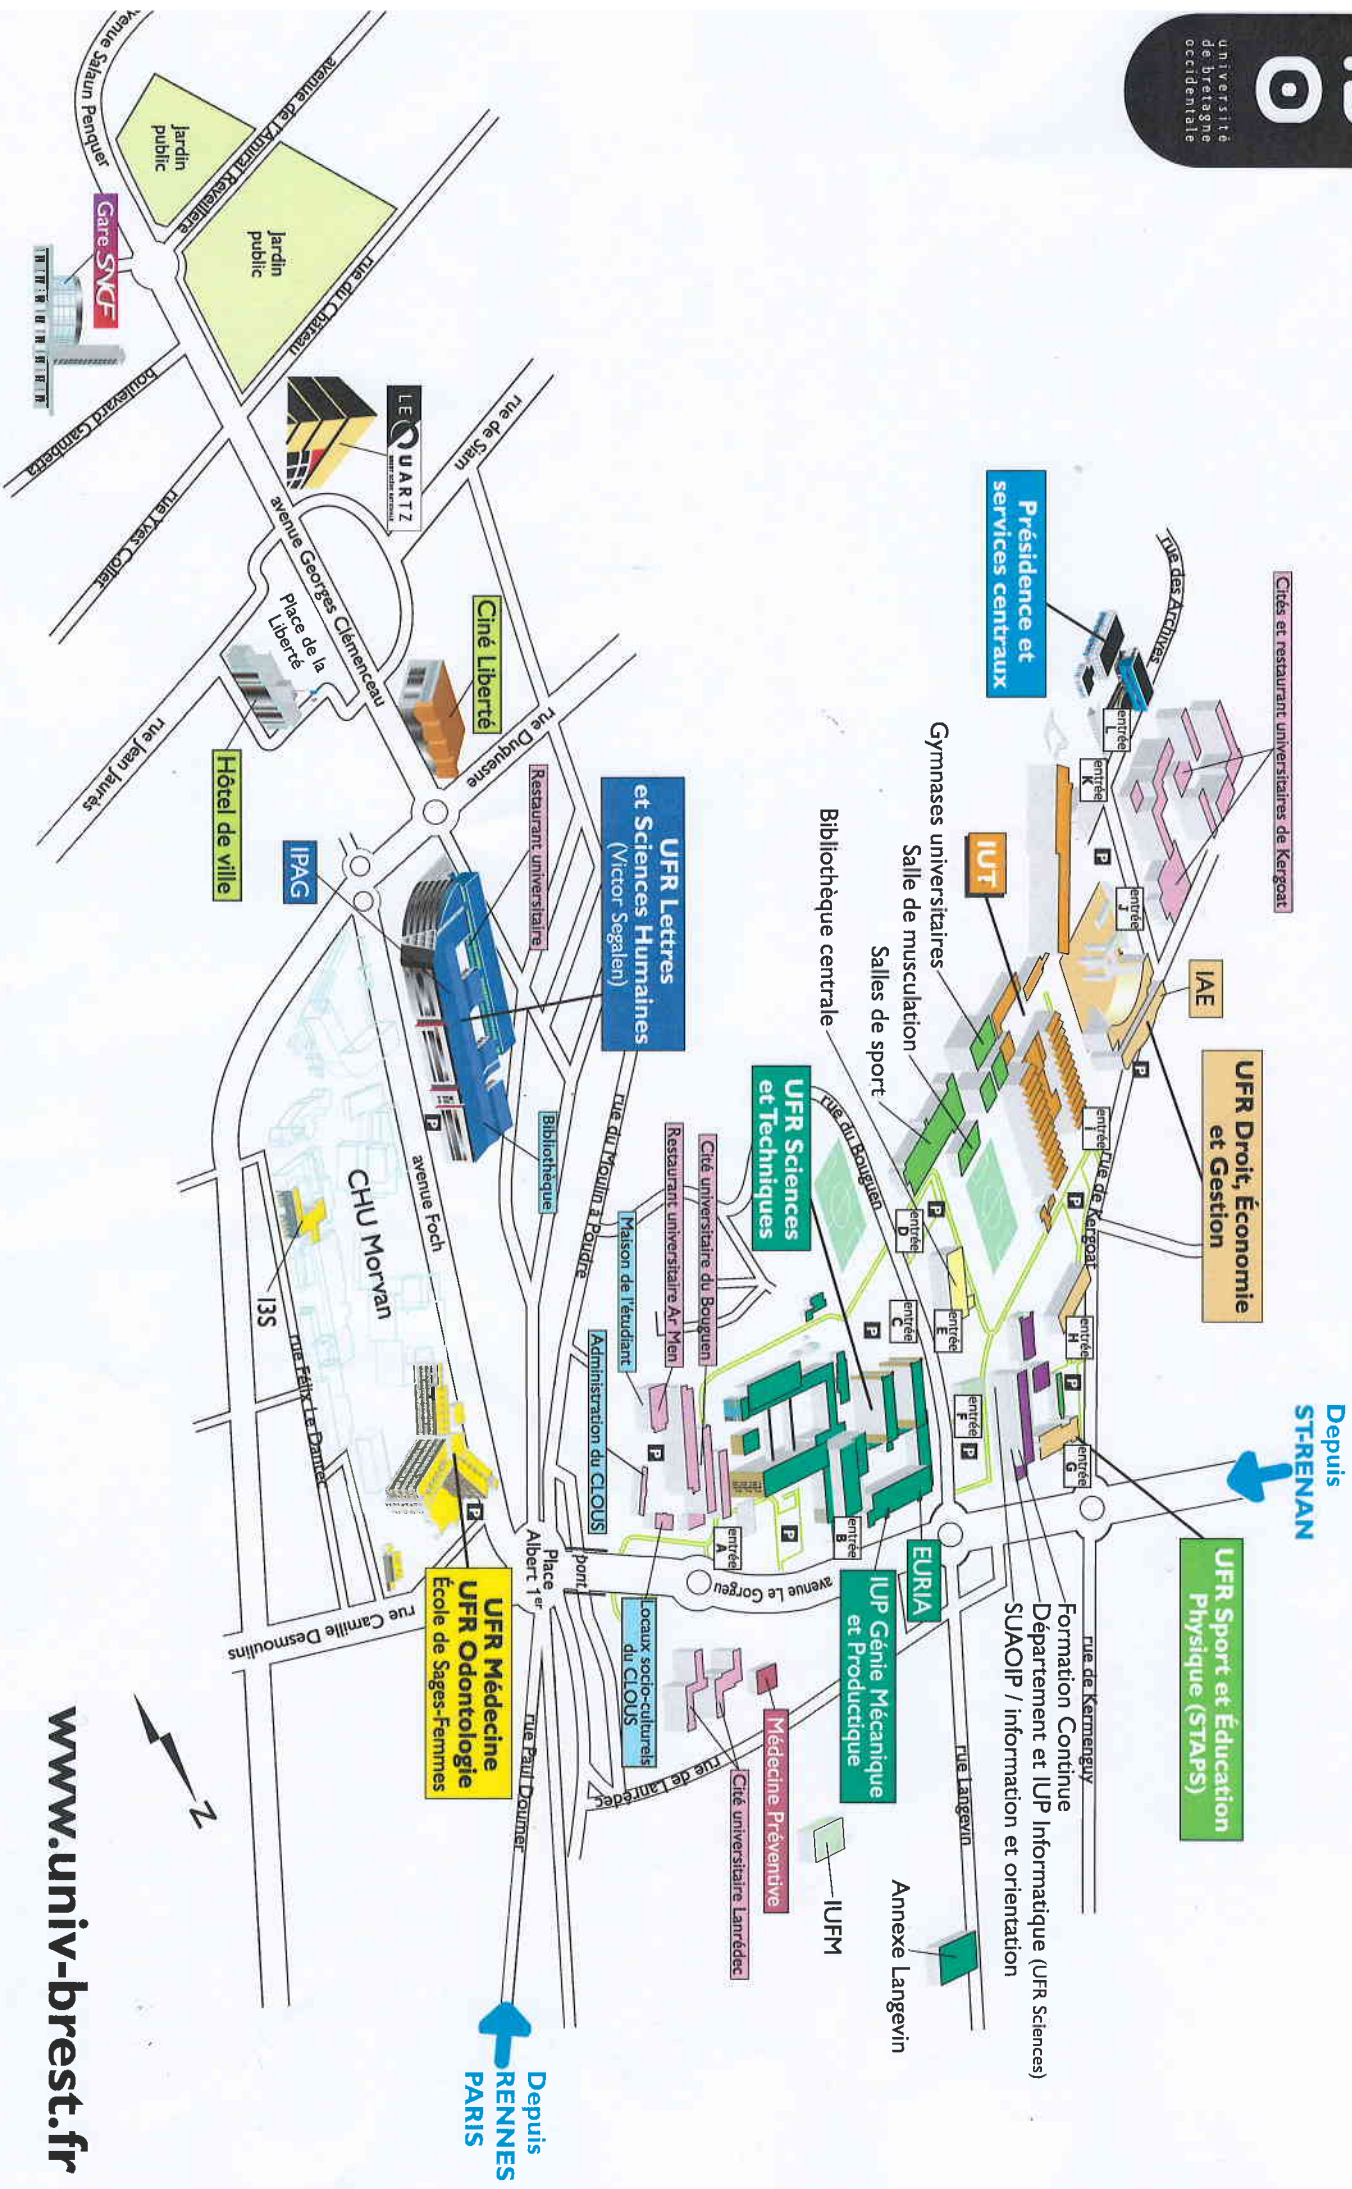 université
de bretagne
occidentale
Depuis
ST-RENAN
Cités et restaurant universitaires de Kergoat
IAE
UFR Droit, Économie
et Gestion
UFR Sport et Éducation
Physique (STAPS)
rue des Archives
entrée
L
entrée
K
P
entrée
J
P
entrée
I
rue de Kergoat
P
entrée
H
P
entrée
G
rue de Kermenguy
Présidence et
services centraux
IUT
Formation Continue
Département et IUP Informatique (UFR Sciences)
SUAOIP / information et orientation
Gymnases universitaires
Salle de musculation
Salles de sport
Bibliothèque centrale
P
entrée
D
entrée
E
entrée
F
P
entrée
C
P
rue du Bouguen
rue Langevin
Annexe Langevin
EURIA
IUP Génie Mécanique
et Productique
entrée
B
P
avenue Le Gorgeu
IUFM
UFR Sciences
et Techniques
Médecine Préventive
Cité universitaire Lanrédec
rue de Lanrédec
entrée
A
Cité universitaire du Bouguen
Restaurant universitaire Ar Men
Maison de l'étudiant
Administration du CLOUS
P
Locaux socio-culturels
du CLOUS
UFR Lettres
et Sciences Humaines
(Victor Segalen)
rue du Moulin à Poudre
pont
Place
Albert 1er
rue Paul Doumer
Restaurant universitaire
Bibliothèque
Depuis
RENNES
PARIS
rue de Siam
rue Duquesne
Ciné Liberté
LE QUARTZ
UFR Médecine
UFR Odontologie
École de Sages-Femmes
P
P
avenue Foch
CHU Morvan
I3S
rue Félix Le Dantec
rue Camille Desmoulins
IPAG
Hôtel de ville
Place de la
Liberté
avenue Georges Clémenceau
rue Jean Jaurès
rue du Château
Jardin
public
avenue de l'Amiral Reveillere
Jardin
public
avenue Salaun Penquer
Gare SNCF
boulevard Gambetta
rue Yves Collet
N
www.univ-brest.fr